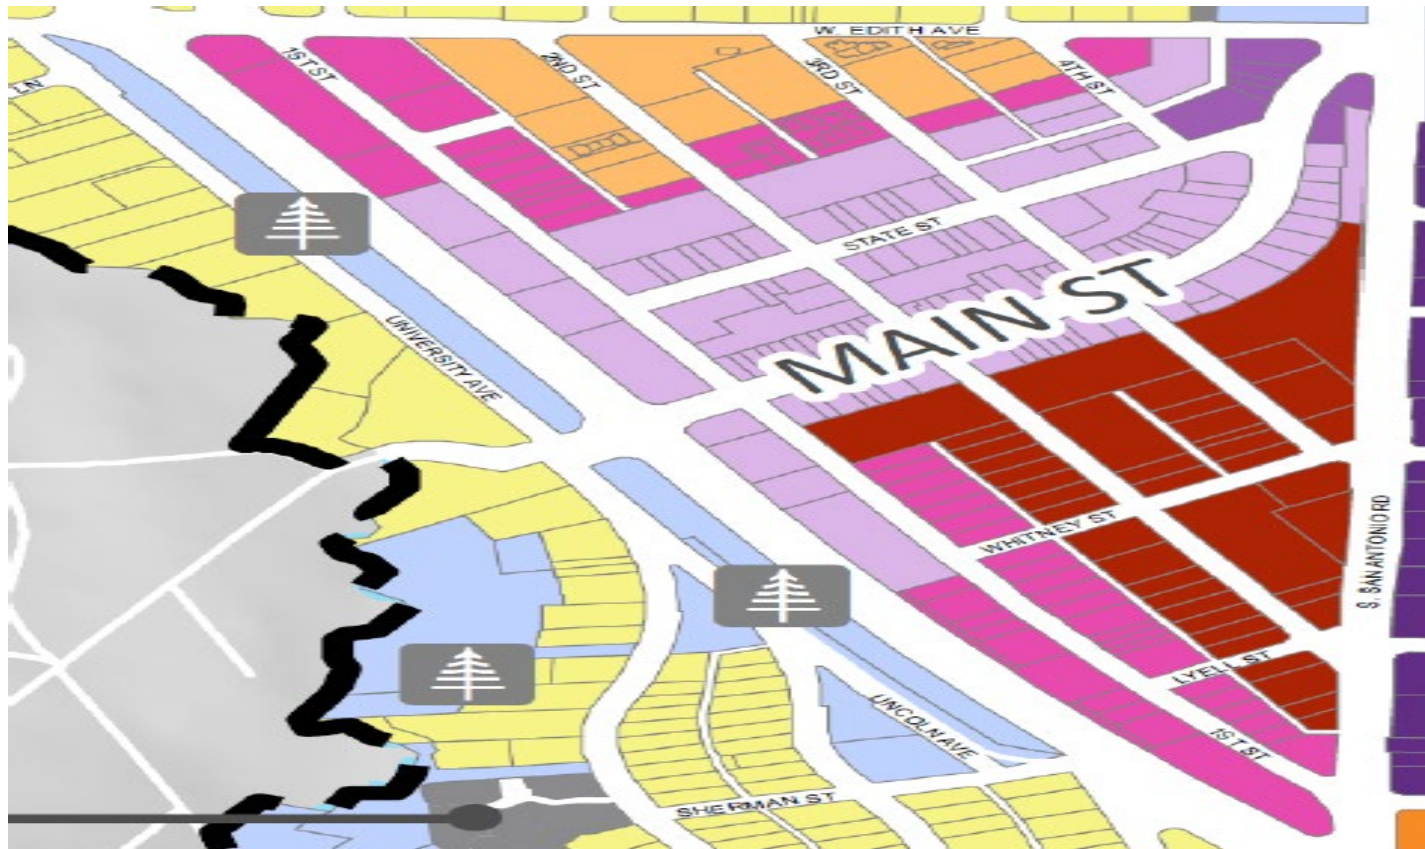 W. EDITH AVE
1ST ST
2ND ST
3RD ST
4TH ST
LN
STATE ST
MAIN ST
UNIVERSITY AVE
WHITNEY ST
S. SAN ANTONIO RD
LYELL ST
LINCOLN AVE
1ST ST
SHERMAN ST